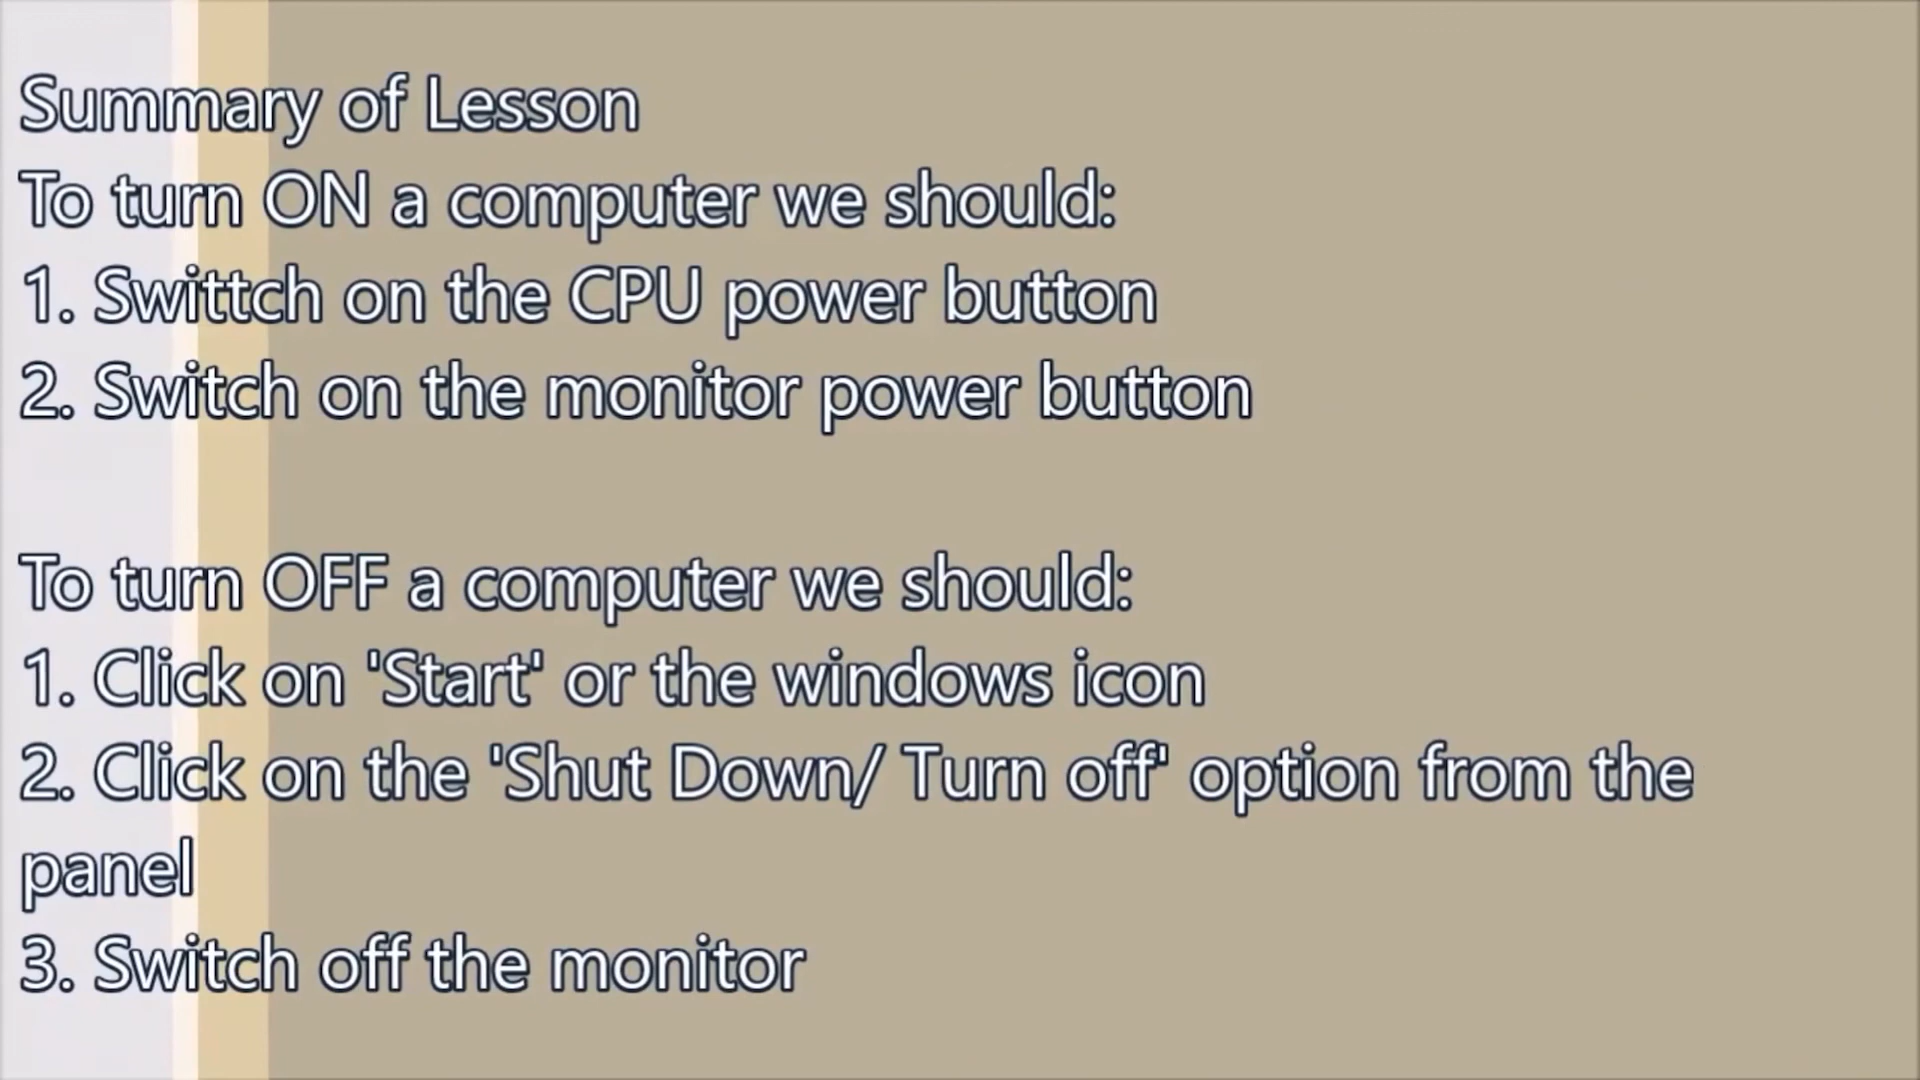 Summary of Lesson
To turn ON a computer we should:
1. Swittch on the CPU power button
2. Switch on the monitor power button
To turn OFF a computer we should:
1. Click on 'Start' or the windows icon
2. Click on the 'Shut Down/ Turn off' option from the
panel
3. Switch off the monitor